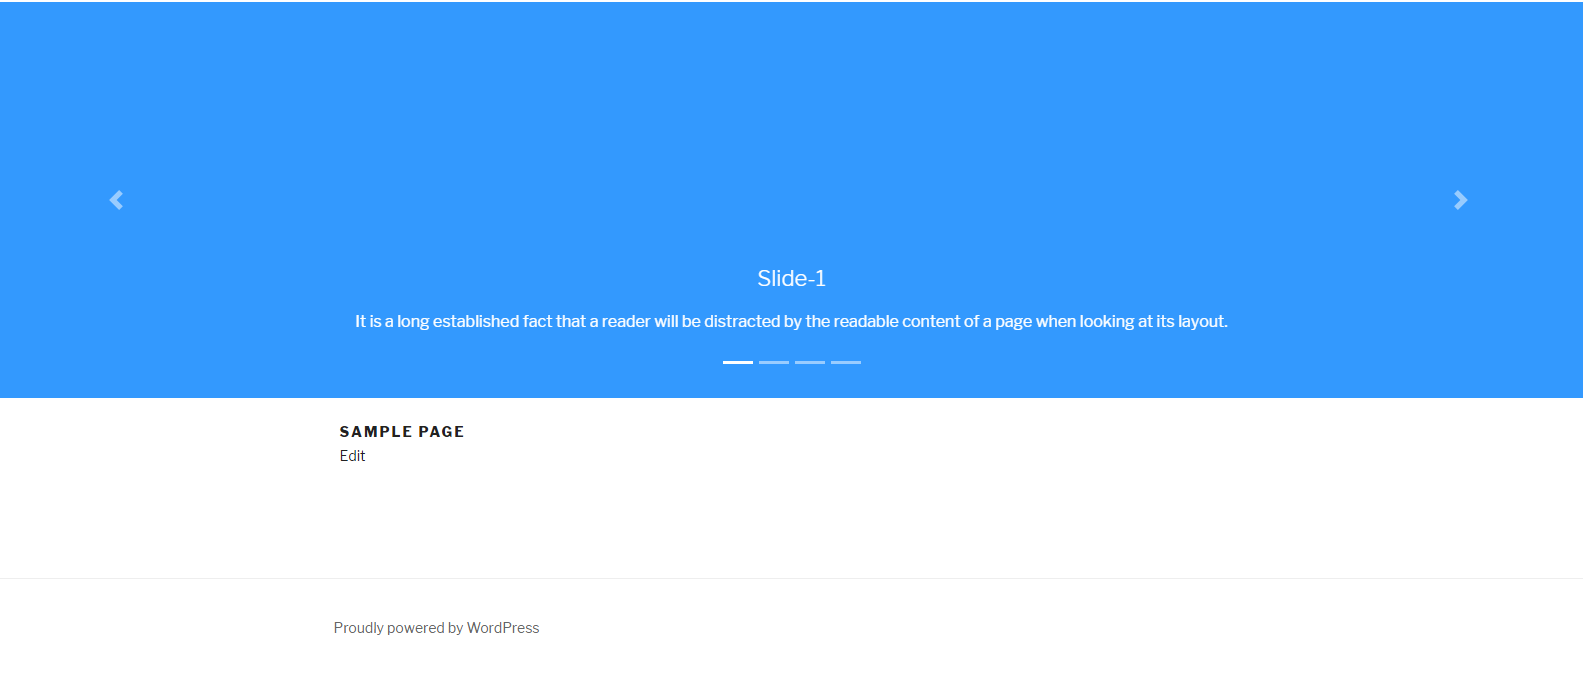 Slide-1
It is a long established fact that a reader will be distracted by the readable content of a page when looking at its layout.
SAMPLE PAGE
Edit
Proudly powered by WordPress